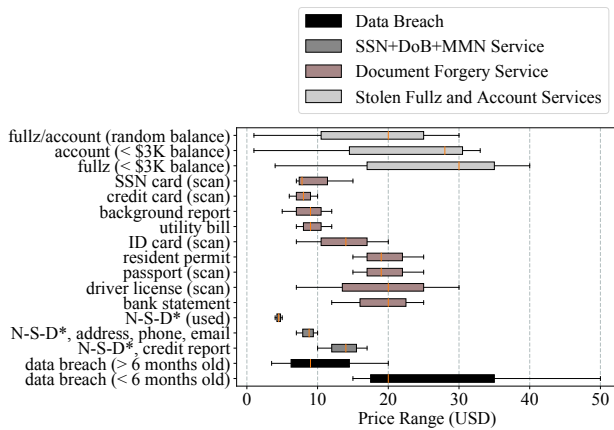 Data Breach
SSN+DoB+MMN Service
Document Forgery Service
Stolen Fullz and Account Services
fullz/account (random balance)
account (< $3K balance)
fullz (< $3K balance)
SSN card (scan)
credit card (scan)
background report
utility bill
ID card (scan)
resident permit
passport (scan)
driver license (scan)
bank statement
N-S-D* (used)
N-S-D*, address, phone, email
N-S-D*, credit report
data breach (> 6 months old)
data breach (< 6 months old)
0 10 20 30 40 50
Price Range (USD)